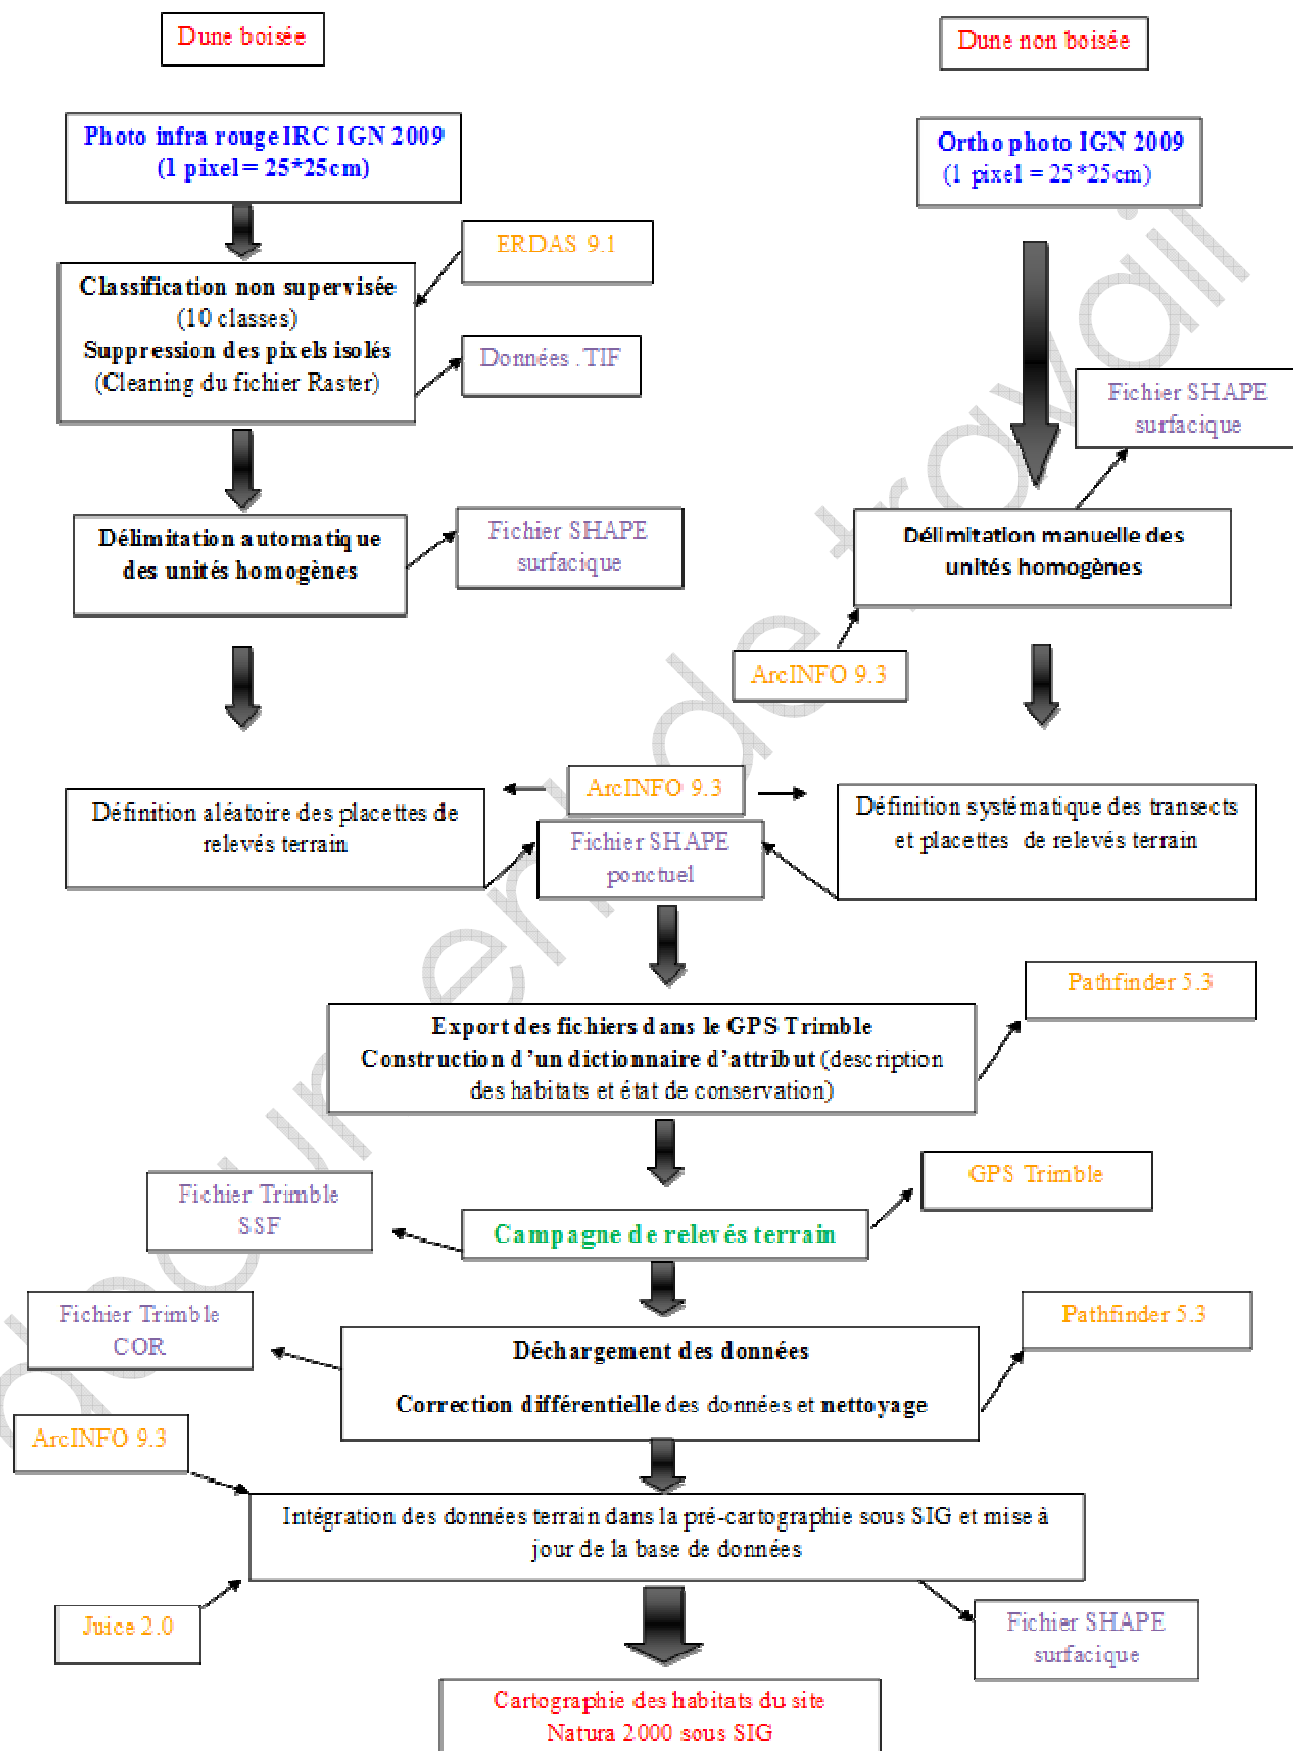 Dune boisée
Dune non boisée
Photo infra rouge IRC IGN 2009
(1 pixel = 25*25cm)
Ortho photo IGN 2009
(1 pixel = 25*25cm)
ERDAS 9.1
Classification non supervisée
(10 classes)
Suppression des pixels isolés
(Cleaning du fichier Raster)
Données .TIF
Fichier SHAPE
surfacique
Délimitation automatique
des unités homogènes
Fichier SHAPE
surfacique
Délimitation manuelle des
unités homogènes
ArcINFO 9.3
ArcINFO 9.3
Définition aléatoire des placettes de
relevés terrain
Fichier SHAPE
ponctuel
Définition systématique des transects
et placettes de relevés terrain
Pathfinder 5.3
Export des fichiers dans le GPS Trimble
Construction d'un dictionnaire d'attribut (description
des habitats et état de conservation)
Fichier Trimble
SSF
GPS Trimble
Campagne de relevés terrain
Fichier Trimble
COR
Pathfinder 5.3
Déchargement des données
Correction différentielle des données et nettoyage
ArcINFO 9.3
Intégration des données terrain dans la pré-cartographie sous SIG et mise à
jour de la base de données
Juice 2.0
Fichier SHAPE
surfacique
Cartographie des habitats du site
Natura 2000 sous SIG
document de travail